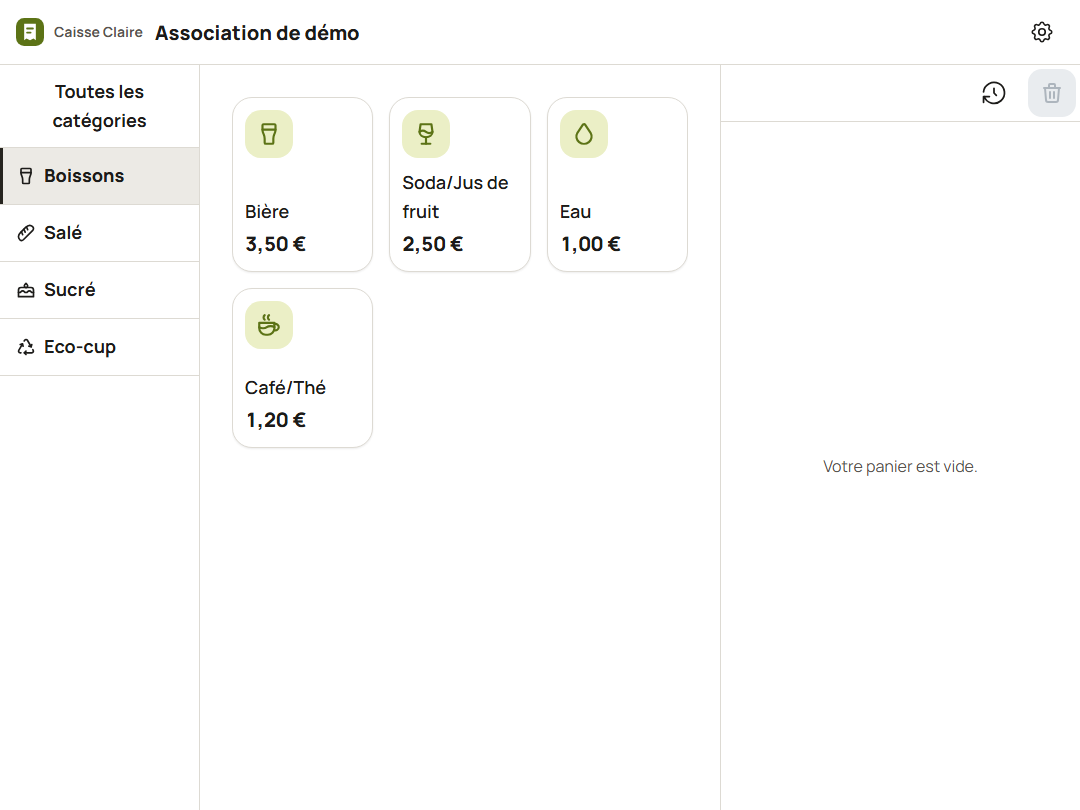 Caisse Claire Association de démo
Toutes les
catégories
Boissons
Salé
Sucré
Eco-cup
Bière
3,50 €
Soda/Jus de
fruit
2,50 €
Eau
1,00 €
Café/Thé
1,20 €
Votre panier est vide.